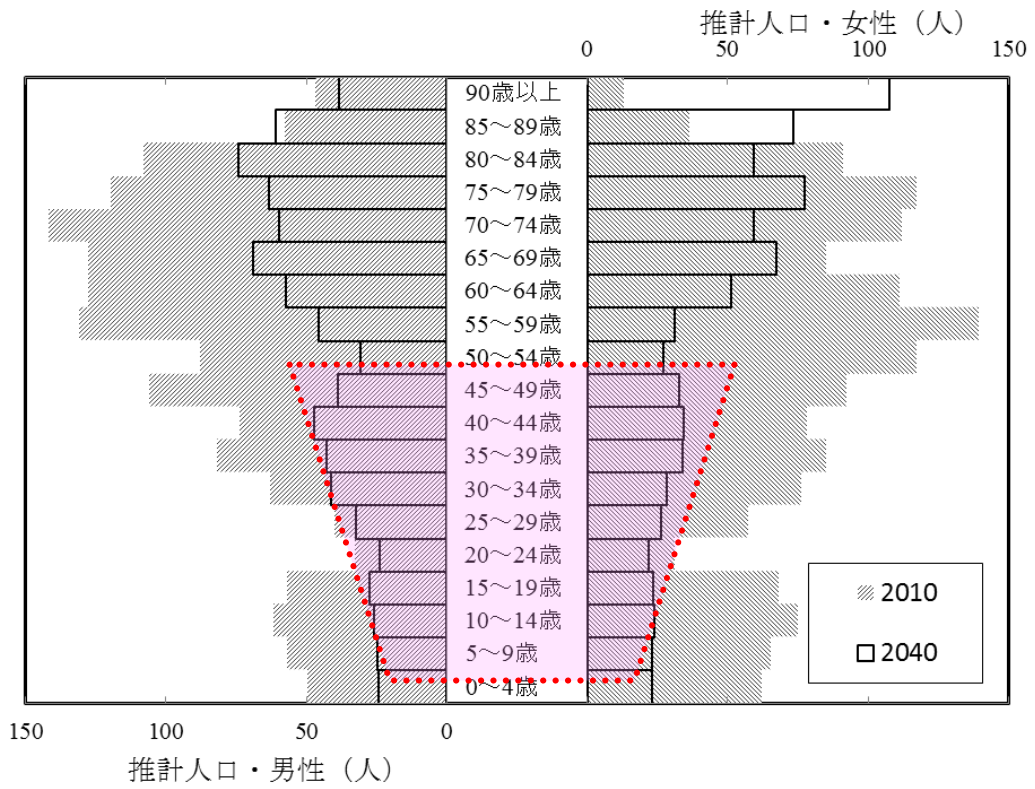 推計人口・女性（人）
0 50 100 150
90歳以上
85～89歳
80～84歳
75～79歳
70～74歳
65～69歳
60～64歳
55～59歳
50～54歳
45～49歳
40～44歳
35～39歳
30～34歳
25～29歳
20～24歳
15～19歳
10～14歳
5～9歳
0～4歳
2010
2040
150 100 50 0
推計人口・男性（人）